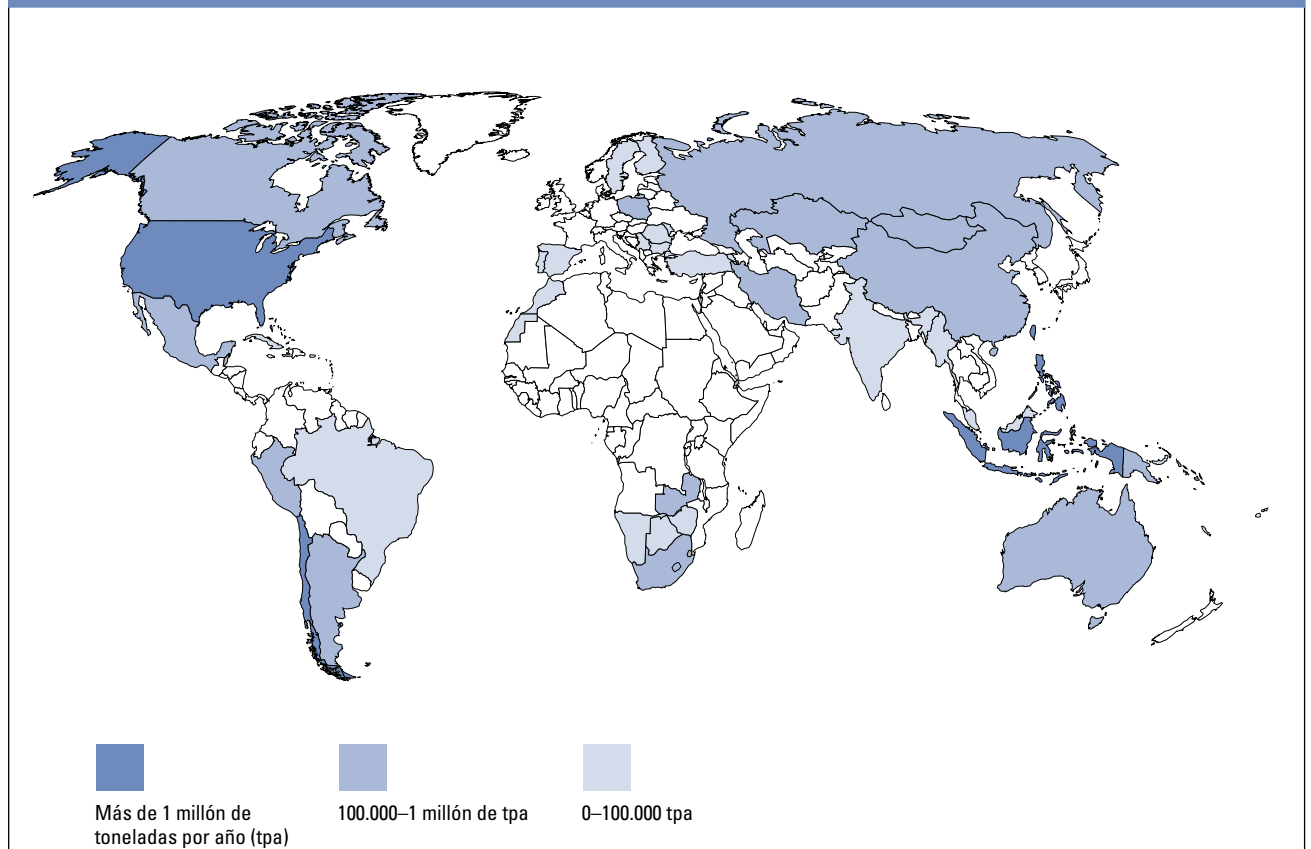 Más de 1 millón de
toneladas por año (tpa)
100.000–1 millón de tpa
0–100.000 tpa